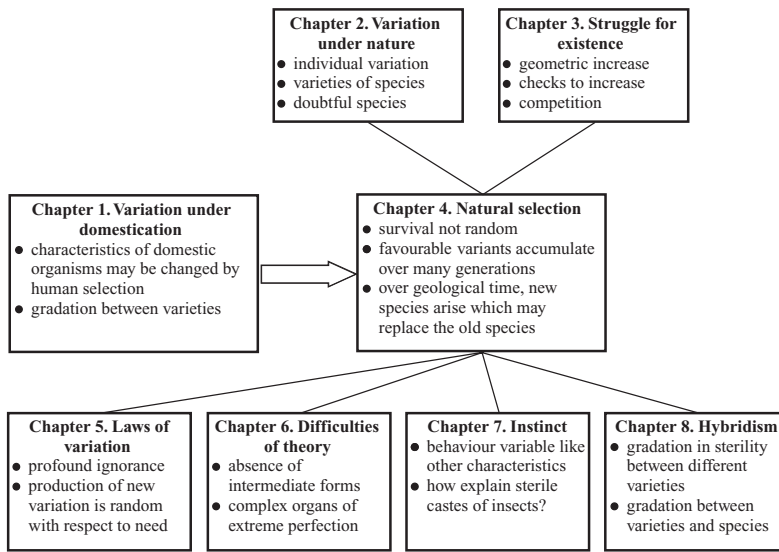 Chapter 2. Variation
under nature
● individual variation
● varieties of species
● doubtful species
Chapter 3. Struggle for
existence
● geometric increase
● checks to increase
● competition
Chapter 1. Variation under
domestication
● characteristics of domestic
organisms may be changed by
human selection
● gradation between varieties
Chapter 4. Natural selection
● survival not random
● favourable variants accumulate
over many generations
● over geological time, new
species arise which may
replace the old species
Chapter 5. Laws of
variation
● profound ignorance
● production of new
variation is random
with respect to need
Chapter 6. Difficulties
of theory
● absence of
intermediate forms
● complex organs of
extreme perfection
Chapter 7. Instinct
● behaviour variable like
other characteristics
● how explain sterile
castes of insects?
Chapter 8. Hybridism
● gradation in sterility
between different
varieties
● gradation between
varieties and species